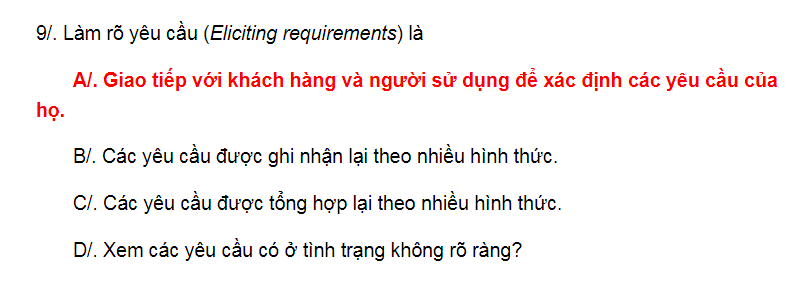 9/. Làm rõ yêu cầu (Eliciting requirements) là
A/. Giao tiếp với khách hàng và người sử dụng để xác định các yêu cầu của
họ.
B/. Các yêu cầu được ghi nhận lại theo nhiều hình thức.
C/. Các yêu cầu được tổng hợp lại theo nhiều hình thức.
D/. Xem các yêu cầu có ở tình trạng không rõ ràng?